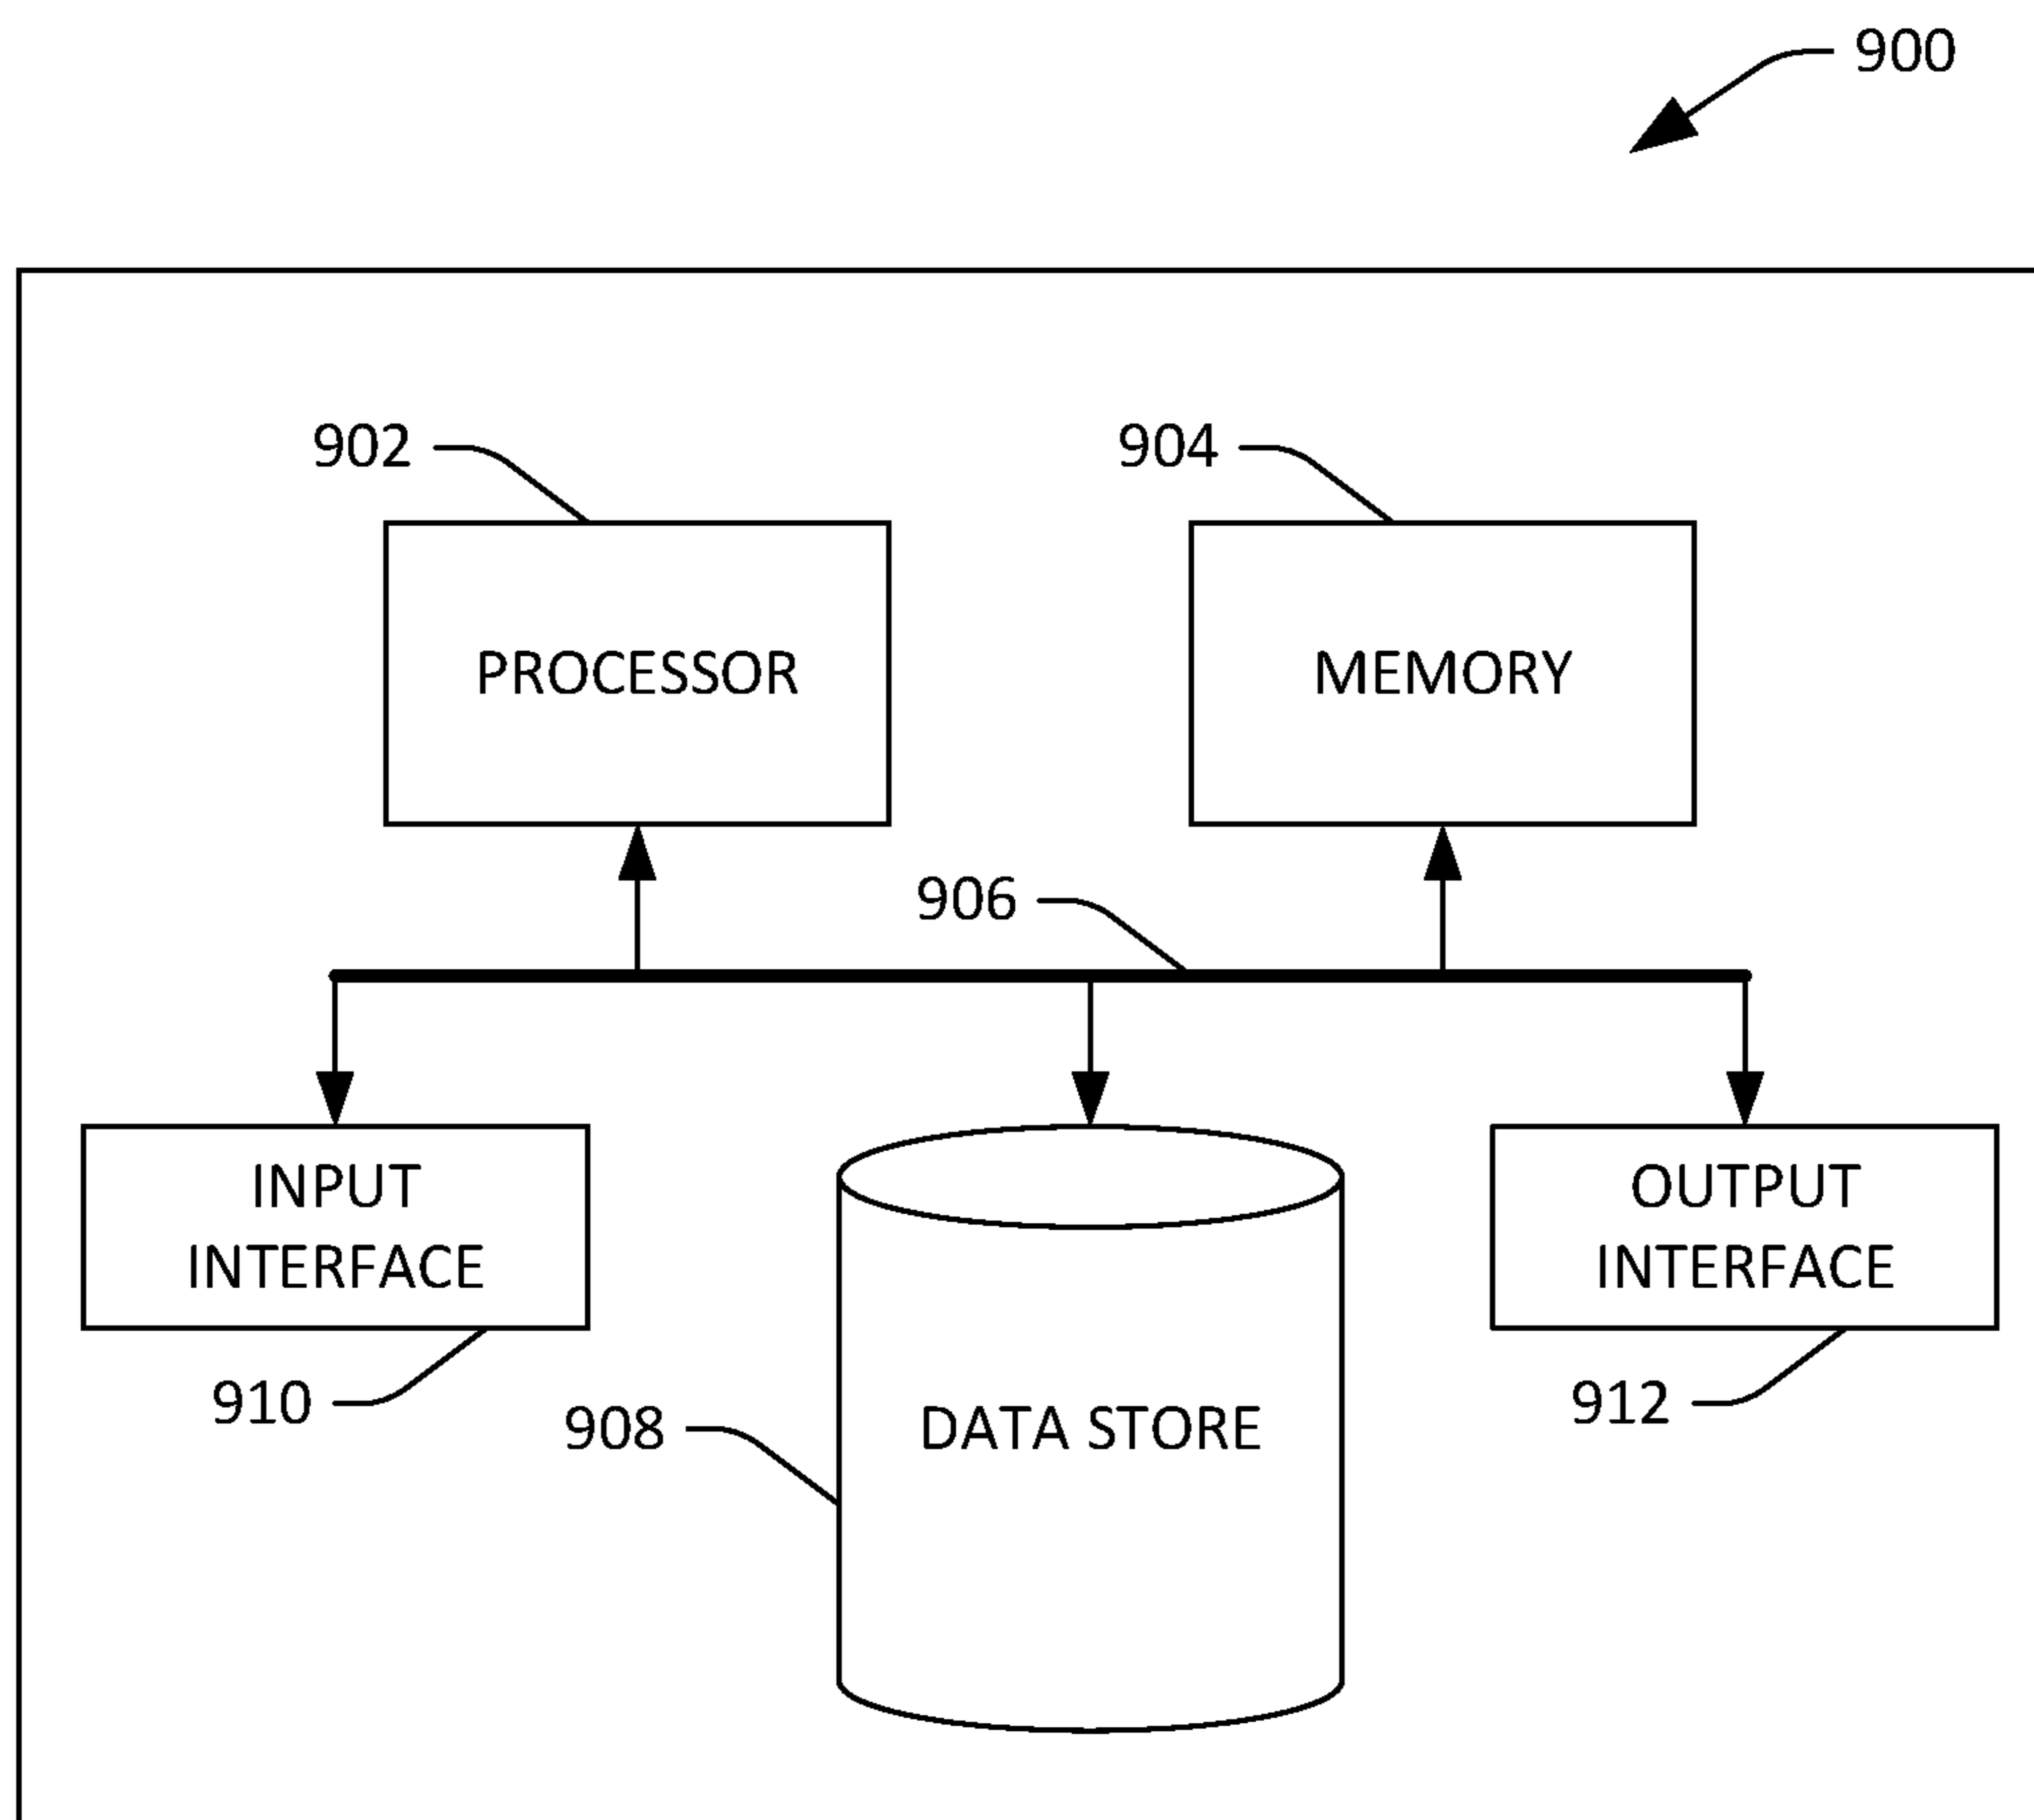 900
902
904
PROCESSOR
MEMORY
906
INPUT
INTERFACE
OUTPUT
INTERFACE
910
908
DATA STORE
912